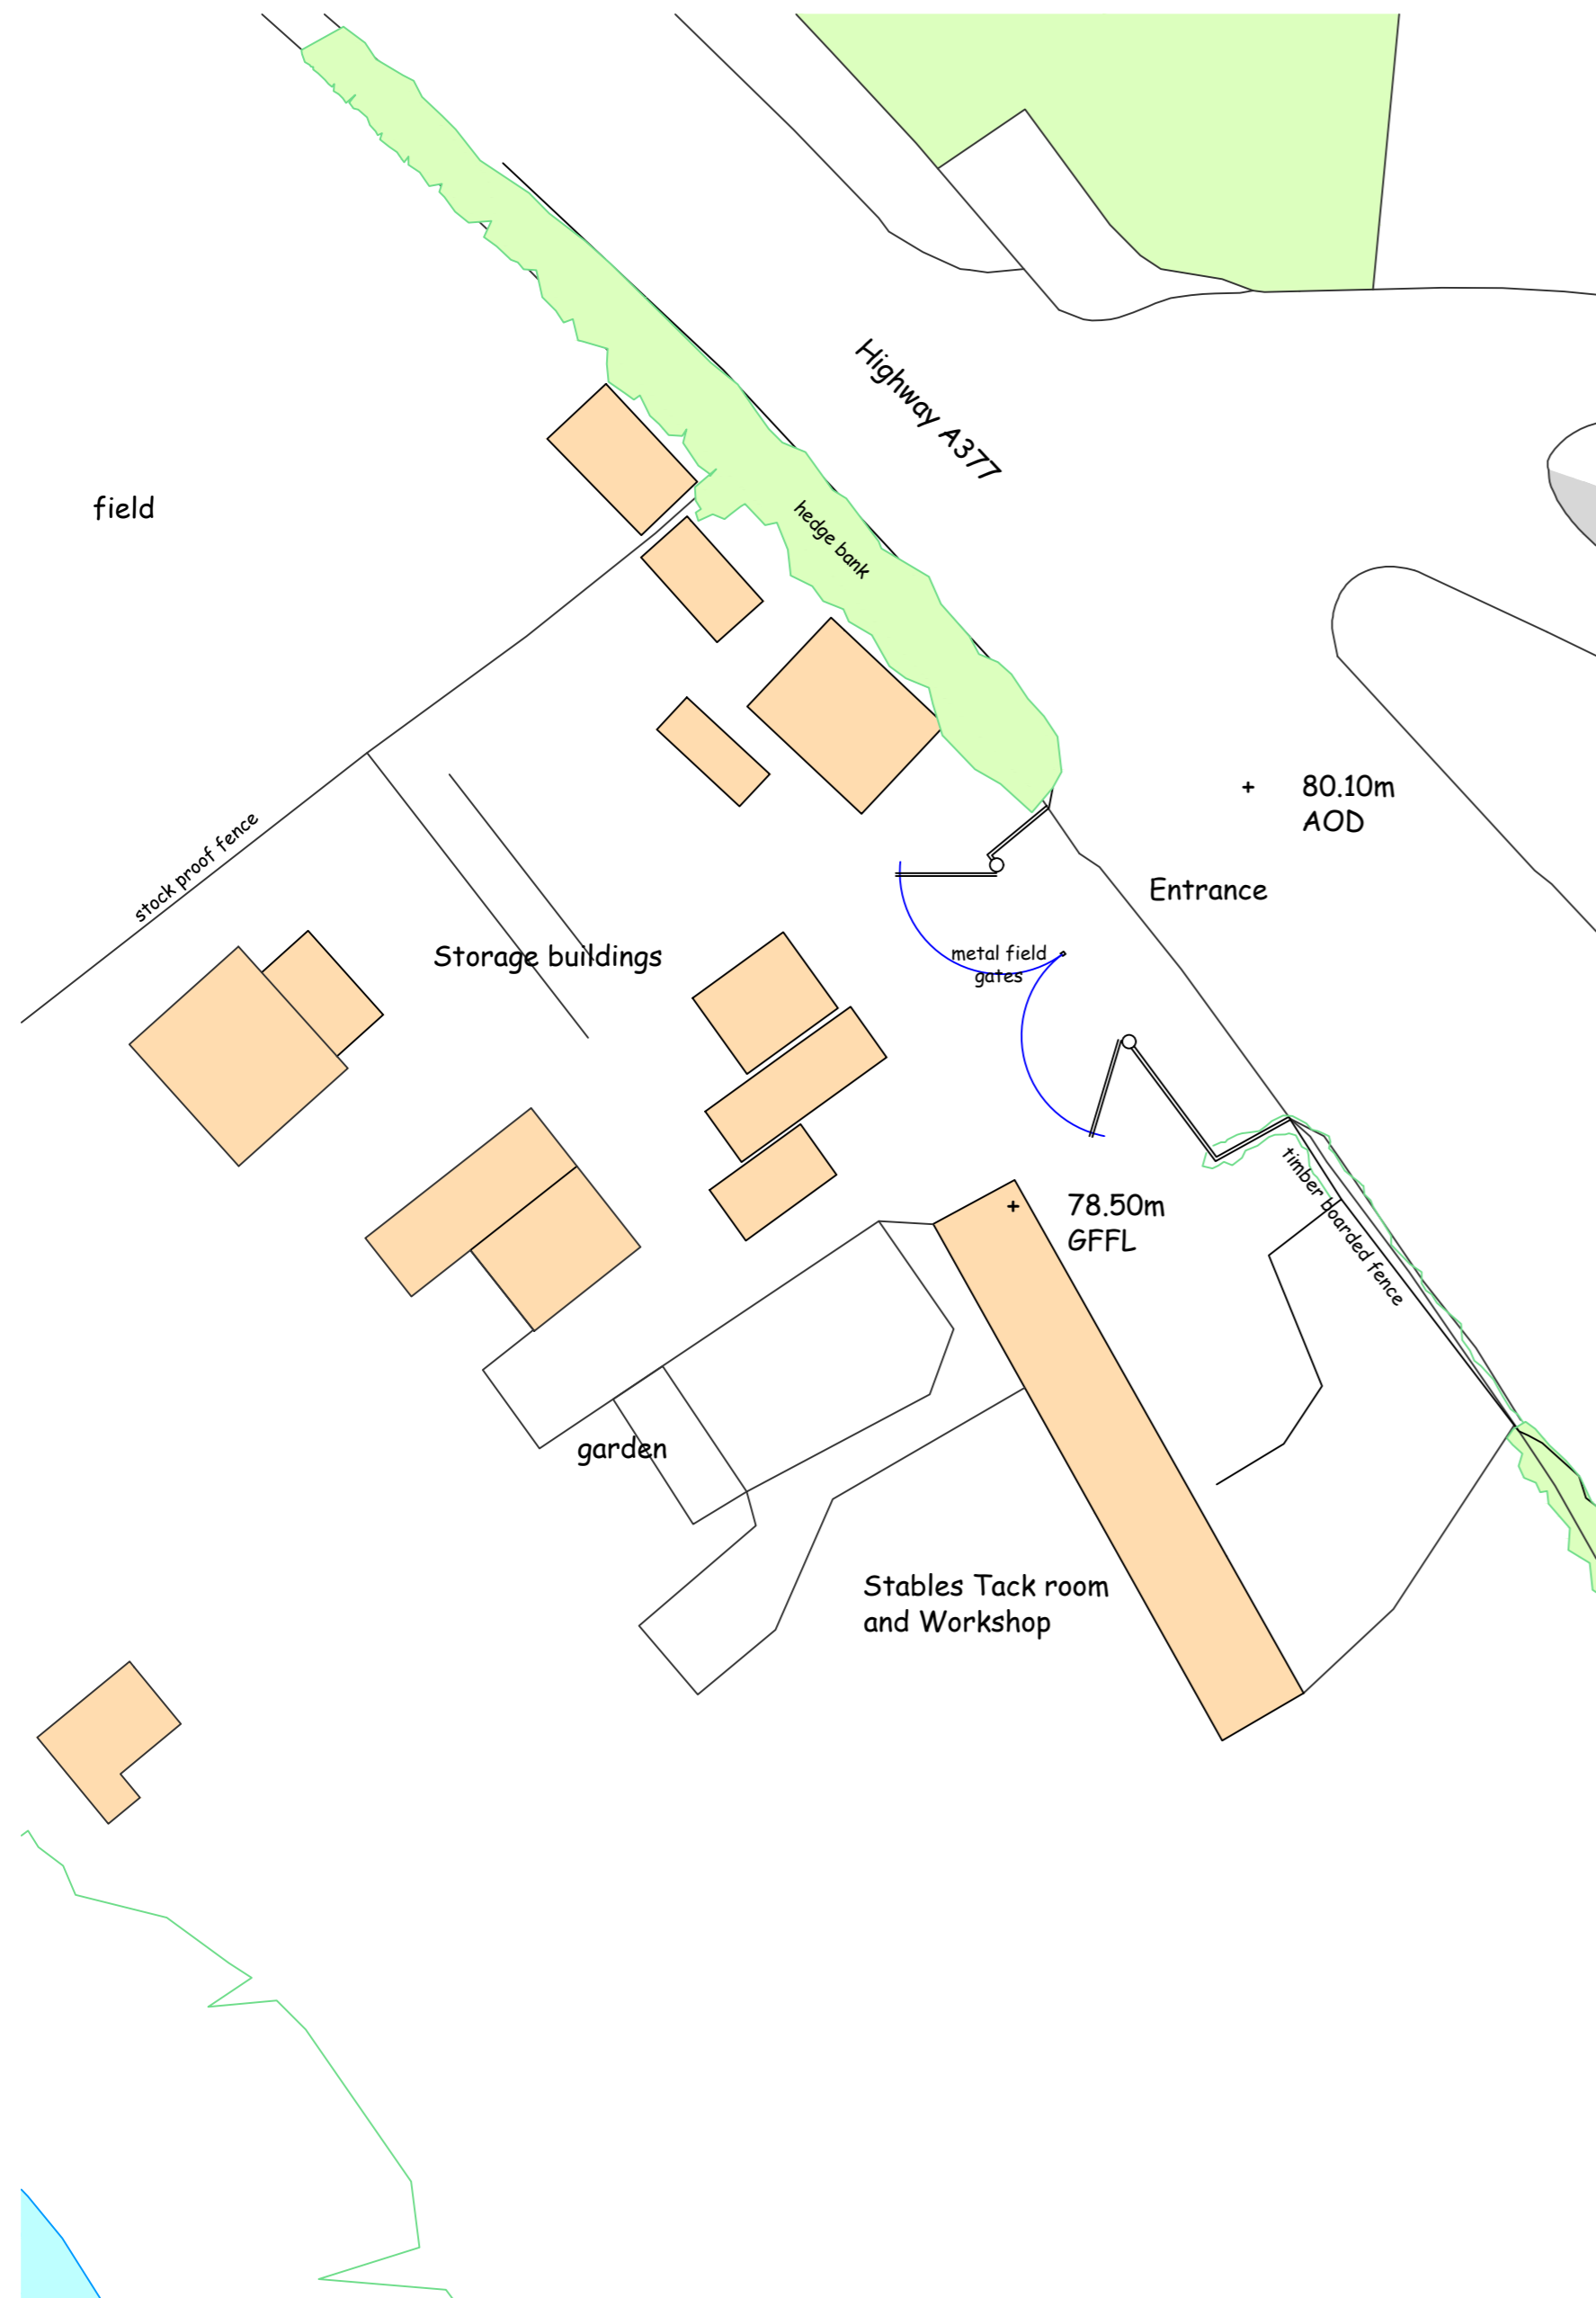 Highway A377
field
hedge bank
80.10m
AOD
stock proof fence
Entrance
Storage buildings
metal field
gates
timber boarded fence
78.50m
GFFL
garden
Stables Tack room
and Workshop